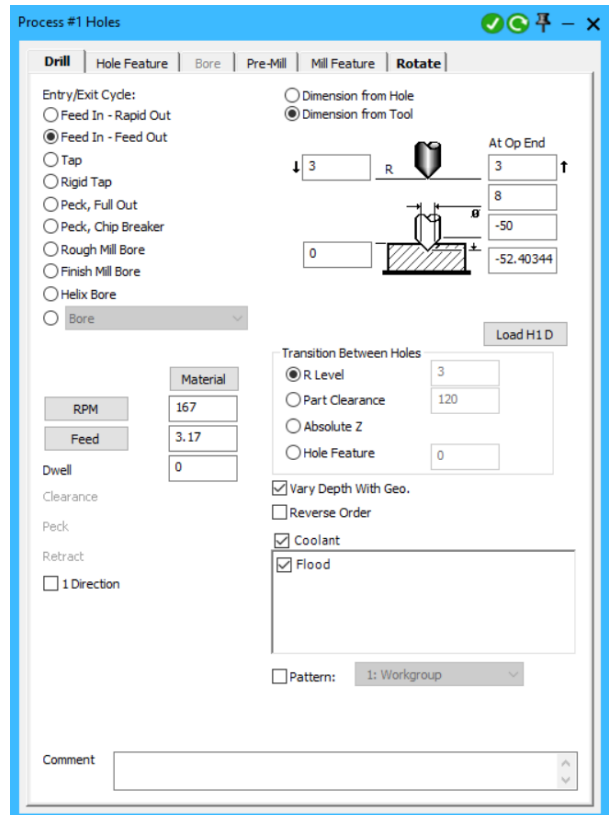 Process #1 Holes
Drill Hole Feature Bore Pre-Mill Mill Feature Rotate
Entry/Exit Cycle:
Feed In - Rapid Out
Feed In - Feed Out
Tap
Rigid Tap
Peck, Full Out
Peck, Chip Breaker
Rough Mill Bore
Finish Mill Bore
Helix Bore
Bore
Dimension from Hole
Dimension from Tool
At Op End
3 R 3
8
ø
-50
0
-52.40344
Load H1 D
Material
RPM 167
Feed 3.17
Dwell 0
Clearance
Peck
Retract
1 Direction
Transition Between Holes
R Level 3
Part Clearance 120
Absolute Z
Hole Feature 0
Vary Depth With Geo.
Reverse Order
Coolant
Flood
Pattern: 1: Workgroup
Comment